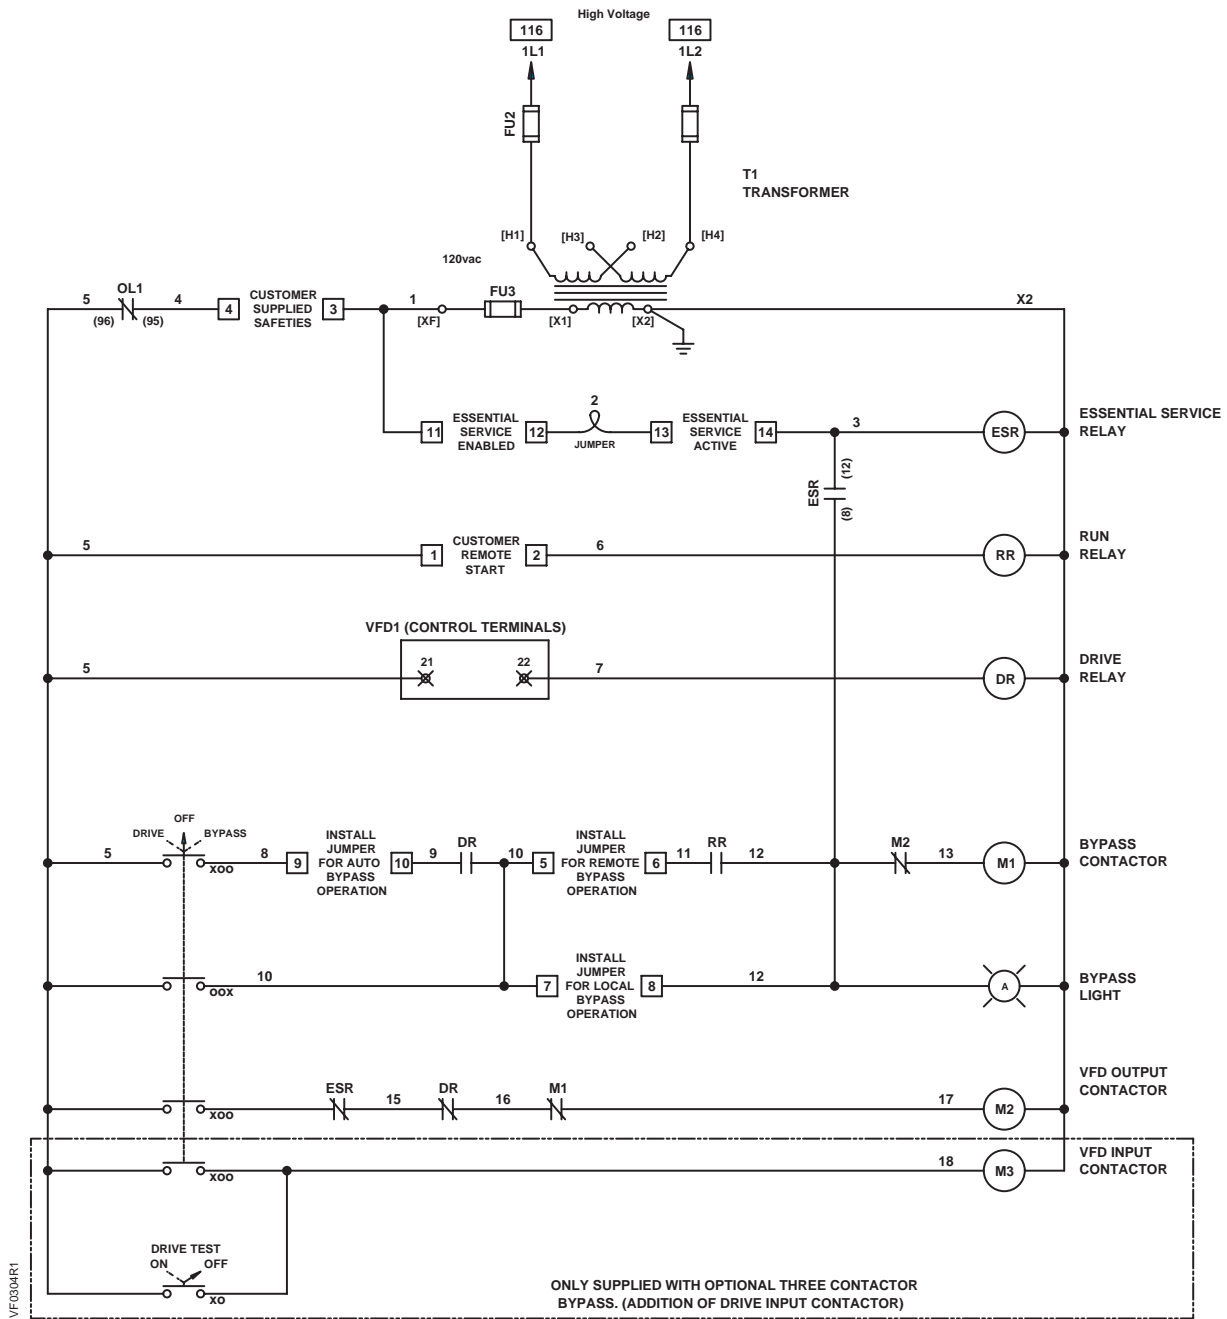 High Voltage
116
116
1L1
1L2
FU2
T1
TRANSFORMER
[H1]
[H3]
[H2]
[H4]
120vac
5
OL1
4
(96)
(95)
4
CUSTOMER
SUPPLIED
SAFETIES
3
1
[XF]
FU3
[X1]
[X2]
X2
11
ESSENTIAL
SERVICE
ENABLED
12
2
JUMPER
13
ESSENTIAL
SERVICE
ACTIVE
14
3
ESR
ESSENTIAL SERVICE
RELAY
ESR
(12)
(8)
5
1
CUSTOMER
REMOTE
START
2
6
RR
RUN
RELAY
VFD1 (CONTROL TERMINALS)
5
21
22
7
DR
DRIVE
RELAY
OFF
DRIVE
BYPASS
5
xoo
8
9
INSTALL
JUMPER
FOR AUTO
BYPASS
OPERATION
10
9
DR
10
5
INSTALL
JUMPER
FOR REMOTE
BYPASS
OPERATION
6
11
RR
12
M2
13
M1
BYPASS
CONTACTOR
oox
10
7
INSTALL
JUMPER
FOR LOCAL
BYPASS
OPERATION
8
12
A
BYPASS
LIGHT
xoo
ESR
15
DR
16
M1
17
M2
VFD OUTPUT
CONTACTOR
xoo
18
M3
VFD INPUT
CONTACTOR
DRIVE TEST
ON
OFF
xo
ONLY SUPPLIED WITH OPTIONAL THREE CONTACTOR
BYPASS. (ADDITION OF DRIVE INPUT CONTACTOR)
VF0304R1